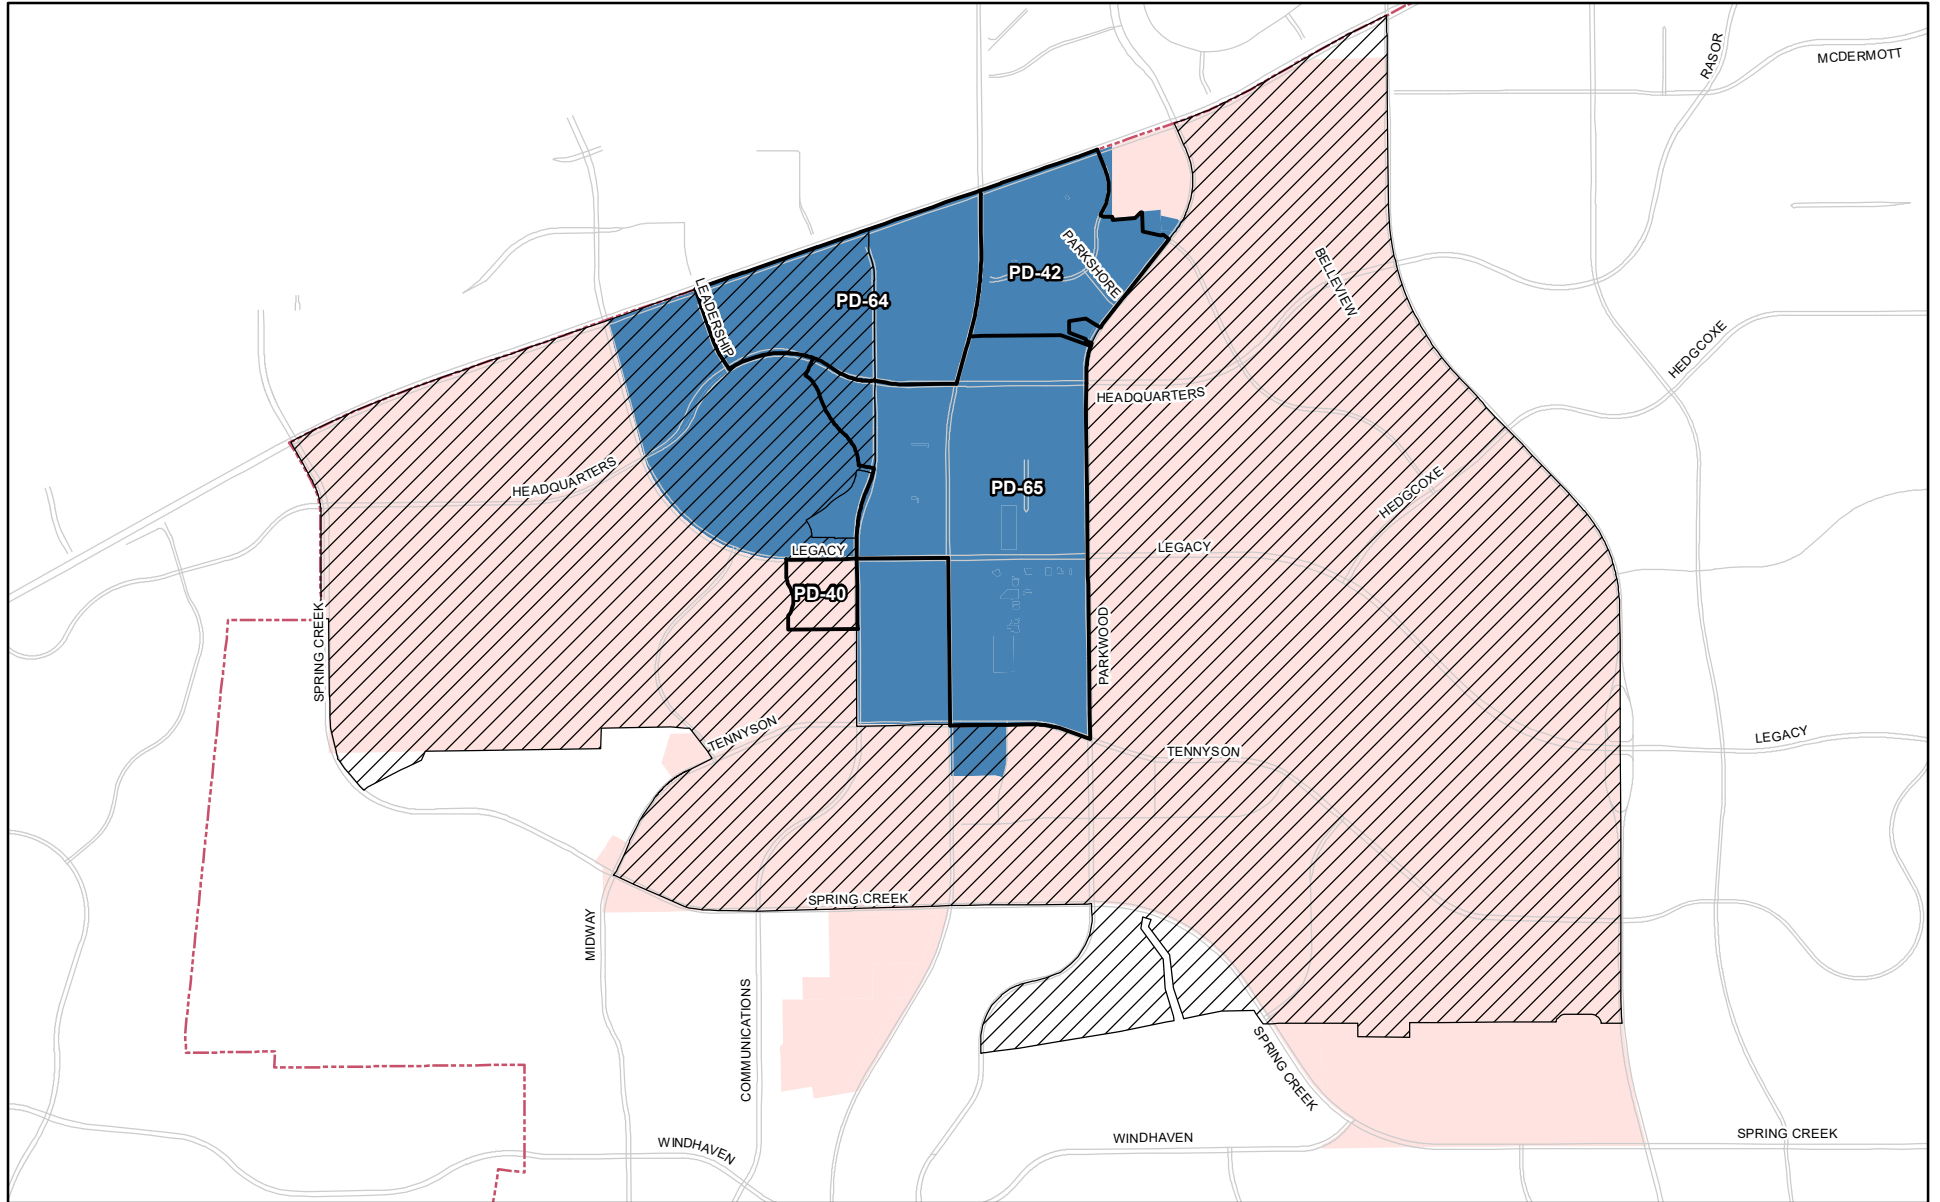 RASOR
MCDERMOTT
PARKSHORE
PD-42
BELLEVIEW
LEADERSHIP
PD-64
HEDGCOXE
HEADQUARTERS
HEADQUARTERS
PD-65
HEDGCOXE
LEGACY
LEGACY
PD-40
SPRING CREEK
PARKWOOD
TENNYSON
TENNYSON
LEGACY
SPRING CREEK
MIDWAY
COMMUNICATIONS
SPRING CREEK
WINDHAVEN
WINDHAVEN
SPRING CREEK